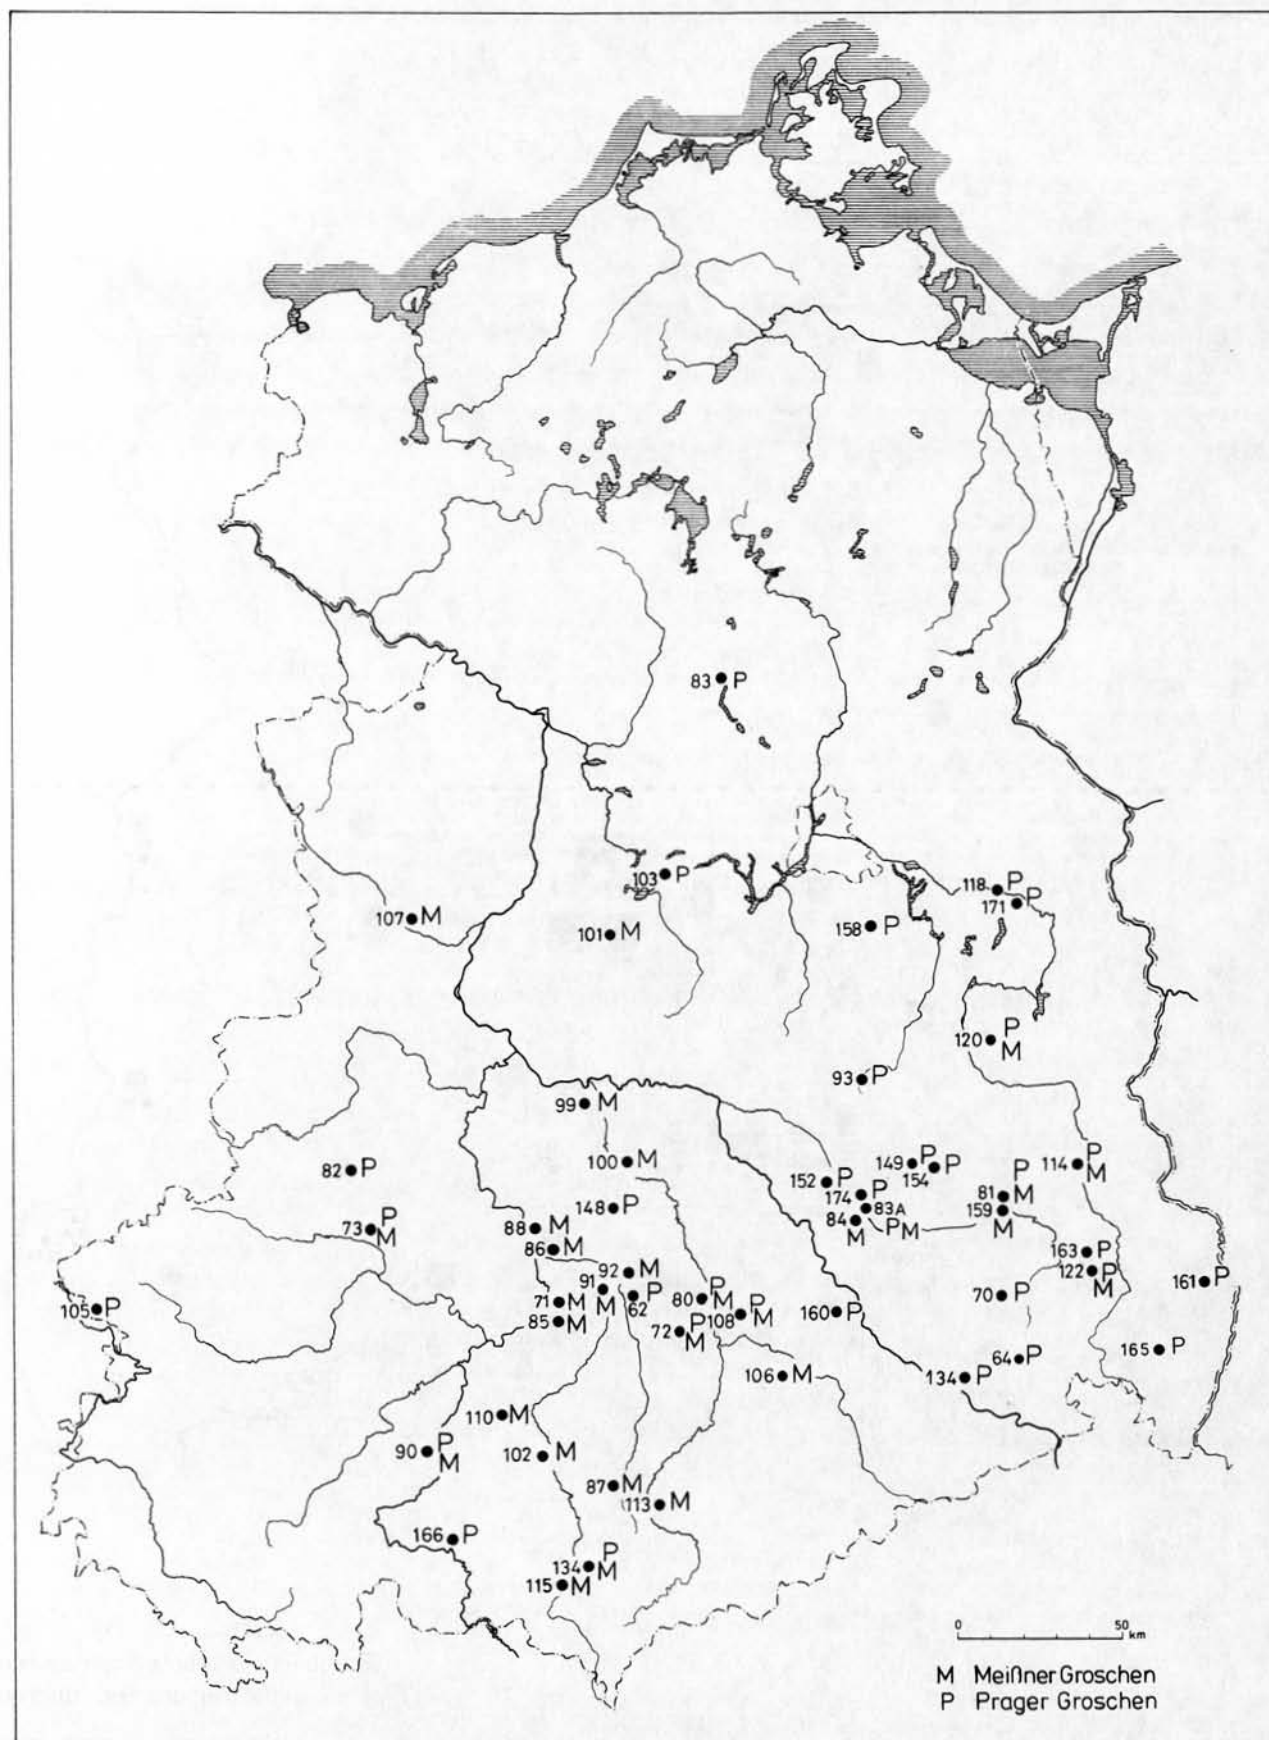 83 P
103 P
118 P
171 P
107 M
101 M
158 P
120 P
M
93 P
99 M
82 P
100 M
149 P
154 P
114 P
M
152 P
174 P
P
81 M
148 P
83A
159
M
73 P
M
88 M
84
M
P M
86 M
163 P
92 M
122 P
M
161 P
91
M
62 P
71 M
80 P
M
70 P
105 P
85 M
108 P
M
160 P
72 P
M
165 P
64 P
106 M
134 P
110 M
90 P
M
102 M
87 M
113 M
166 P
134 P
M
115 M
0 50
km
M Meißner Groschen
P Prager Groschen